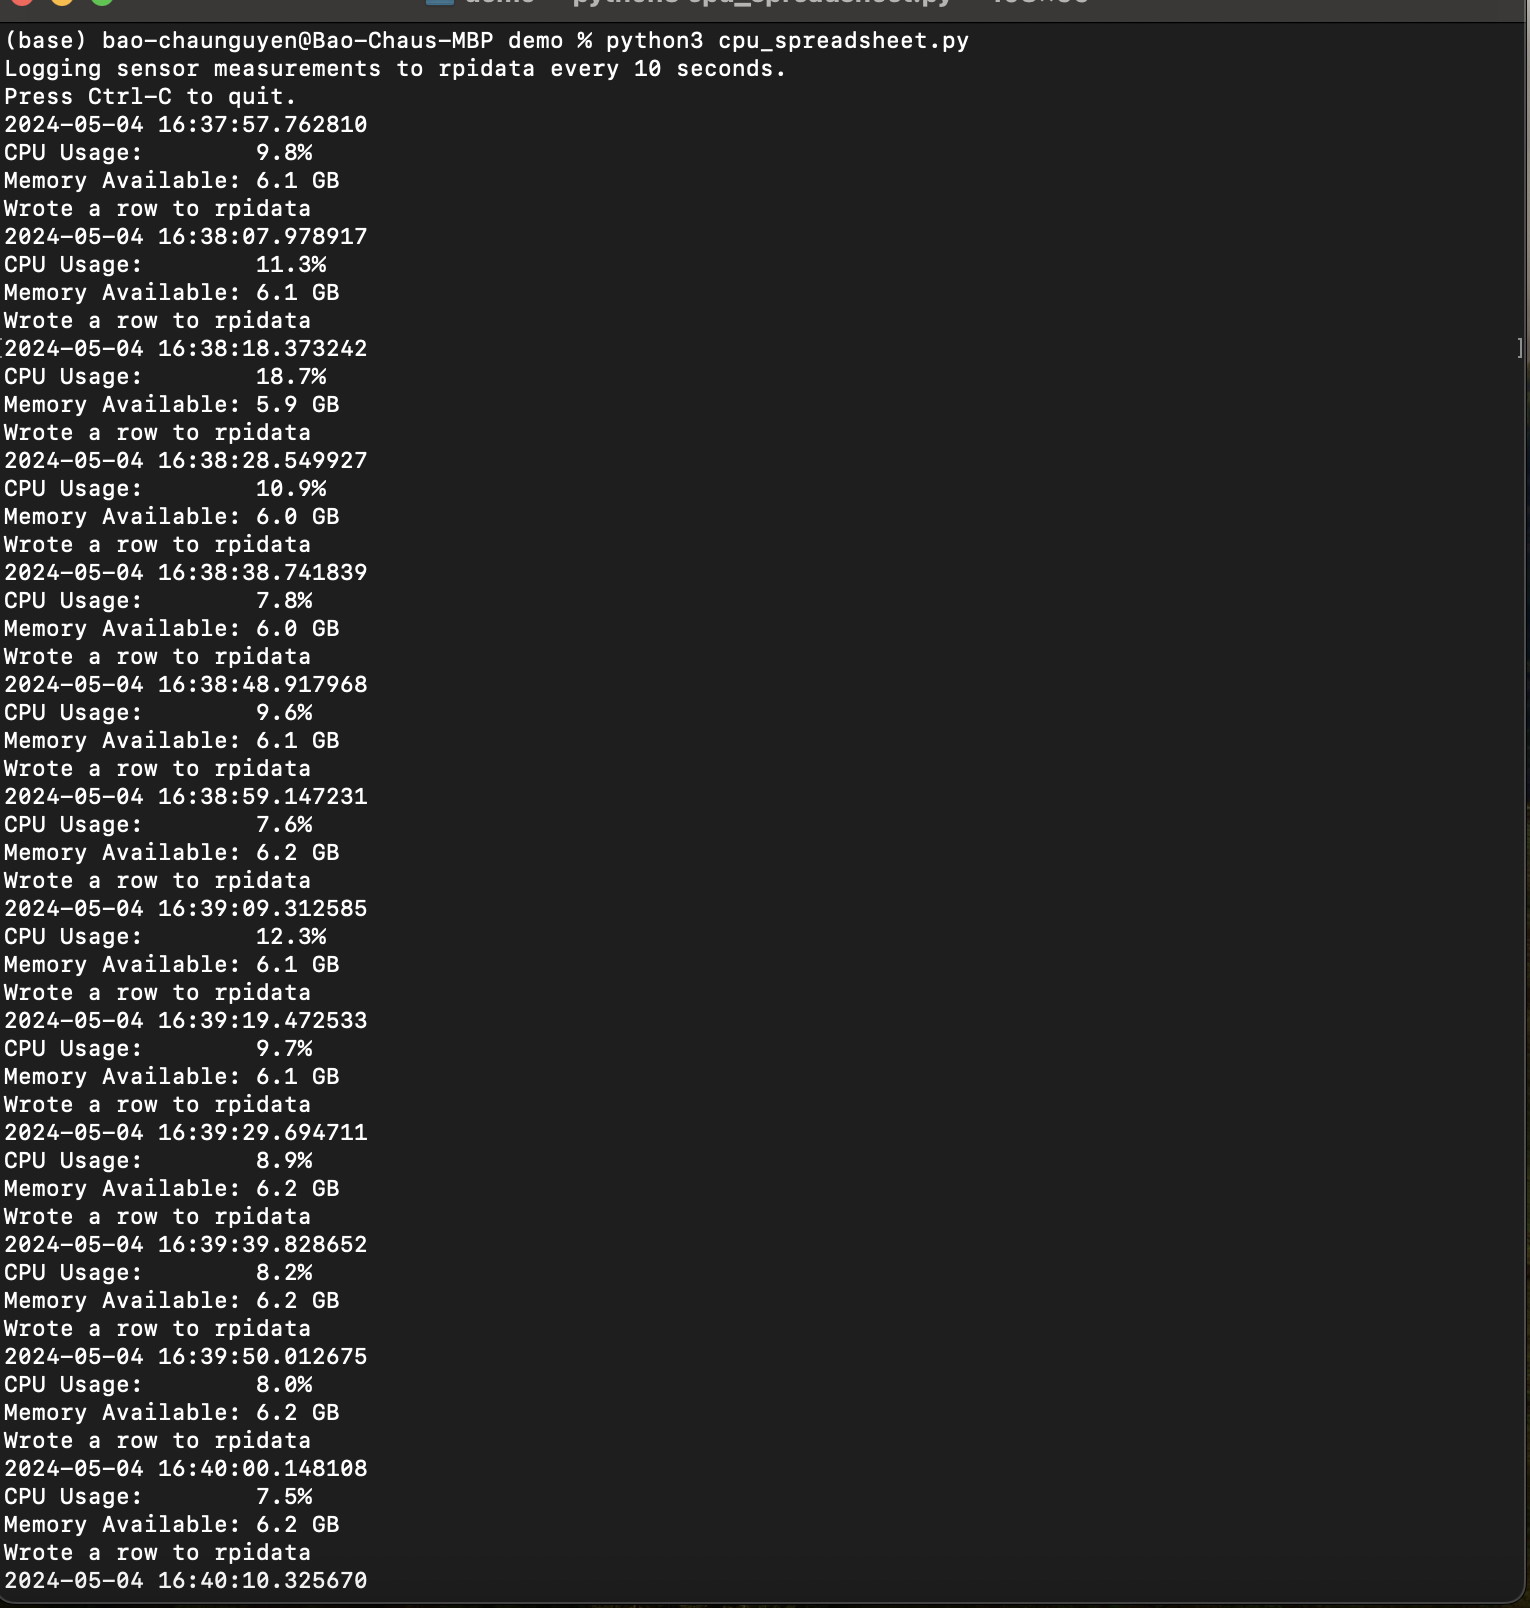 (base) bao-chaunguyen@Bao-Chaus-MBP demo % python3 cpu_spreadsheet.py
Logging sensor measurements to rpidata every 10 seconds.
Press Ctrl-C to quit.
2024-05-04 16:37:57.762810
CPU Usage:        9.8%
Memory Available: 6.1 GB
Wrote a row to rpidata
2024-05-04 16:38:07.978917
CPU Usage:        11.3%
Memory Available: 6.1 GB
Wrote a row to rpidata
[2024-05-04 16:38:18.373242 ]
CPU Usage:        18.7%
Memory Available: 5.9 GB
Wrote a row to rpidata
2024-05-04 16:38:28.549927
CPU Usage:        10.9%
Memory Available: 6.0 GB
Wrote a row to rpidata
2024-05-04 16:38:38.741839
CPU Usage:        7.8%
Memory Available: 6.0 GB
Wrote a row to rpidata
2024-05-04 16:38:48.917968
CPU Usage:        9.6%
Memory Available: 6.1 GB
Wrote a row to rpidata
2024-05-04 16:38:59.147231
CPU Usage:        7.6%
Memory Available: 6.2 GB
Wrote a row to rpidata
2024-05-04 16:39:09.312585
CPU Usage:        12.3%
Memory Available: 6.1 GB
Wrote a row to rpidata
2024-05-04 16:39:19.472533
CPU Usage:        9.7%
Memory Available: 6.1 GB
Wrote a row to rpidata
2024-05-04 16:39:29.694711
CPU Usage:        8.9%
Memory Available: 6.2 GB
Wrote a row to rpidata
2024-05-04 16:39:39.828652
CPU Usage:        8.2%
Memory Available: 6.2 GB
Wrote a row to rpidata
2024-05-04 16:39:50.012675
CPU Usage:        8.0%
Memory Available: 6.2 GB
Wrote a row to rpidata
2024-05-04 16:40:00.148108
CPU Usage:        7.5%
Memory Available: 6.2 GB
Wrote a row to rpidata
2024-05-04 16:40:10.325670